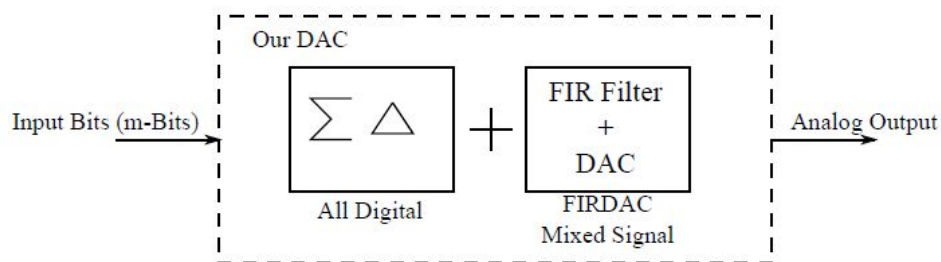 Our DAC
Input Bits (m-Bits)
∑ △
+
FIR Filter
+
DAC
Analog Output
All Digital
FIRDAC
Mixed Signal